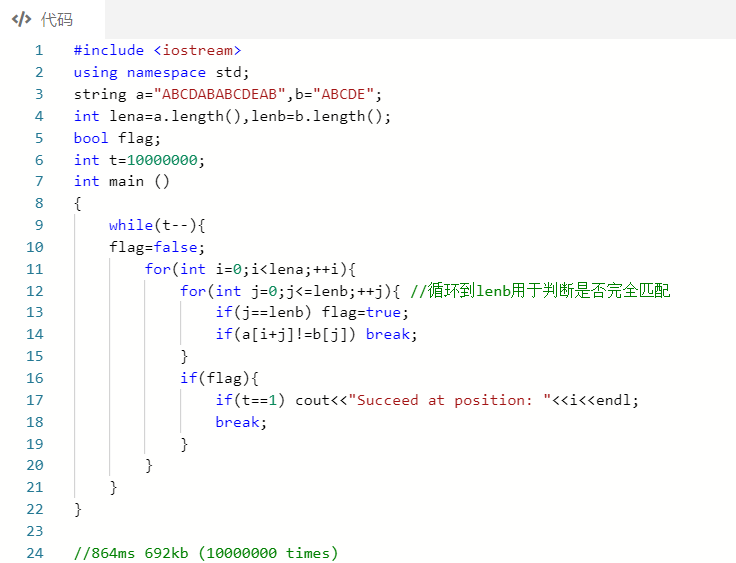 </> 代码
1 #include <iostream>
2 using namespace std;
3 string a="ABCDABABCDEAB",b="ABCDE";
4 int lena=a.length(),lenb=b.length();
5 bool flag;
6 int t=10000000;
7 int main ()
8 {
9     while(t--){
10     flag=false;
11         for(int i=0;i<lena;++i){
12             for(int j=0;j<=lenb;++j){ //循环到lenb用于判断是否完全匹配
13                 if(j==lenb) flag=true;
14                 if(a[i+j]!=b[j]) break;
15             }
16             if(flag){
17                 if(t==1) cout<<"Succeed at position: "<<i<<endl;
18                 break;
19             }
20         }
21     }
22 }
23
24 //864ms 692kb (10000000 times)